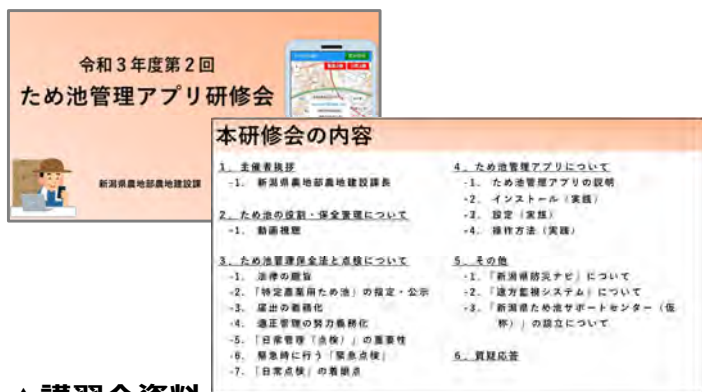 令和３年度第２回
ため池管理アプリ研修会
新潟県農地部農地建設課
本研修会の内容
１．主催者挨拶
-1. 新潟県農地部農地建設課長
２．ため池の役割・保全管理について
-1. 動画視聴
３．ため池管理保全法と点検について
-1. 法律の趣旨
-2. 「特定農業用ため池」の指定・公示
-3. 届出の義務化
-4. 適正管理の努力義務化
-5. 「日常管理（点検）」の重要性
-6. 緊急時に行う「緊急点検」
-7. 「日常点検」の着眼点
４．ため池管理アプリについて
-1. ため池管理アプリの説明
-2. インストール（実践）
-3. 設定（実践）
-4. 操作方法（実践）
５．その他
-1. 「新潟県防災ナビ」について
-2. 「遠方監視システム」について
-3. 「新潟県ため池サポートセンター（仮
称）」の設立について
６．質疑応答
▲講習会資料